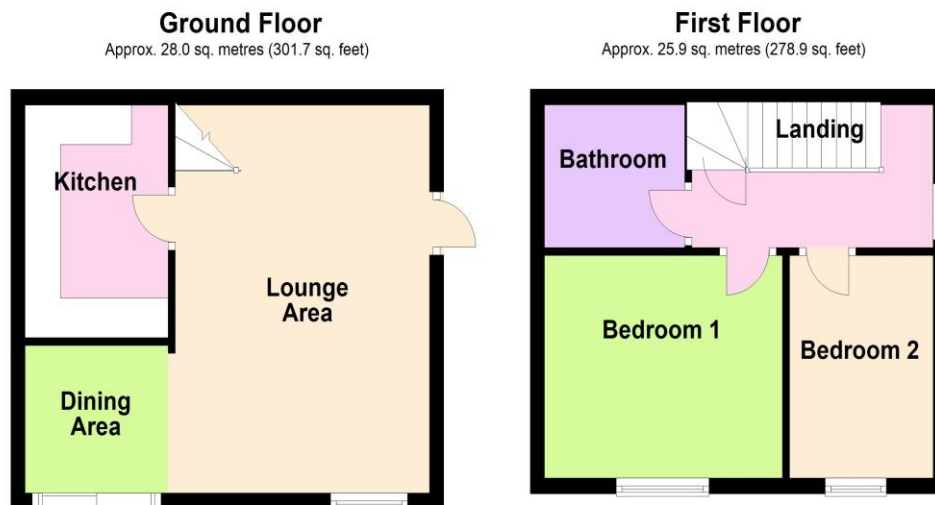 Ground Floor
Approx. 28.0 sq. metres (301.7 sq. feet)
Kitchen
Lounge
Area
Dining
Area
First Floor
Approx. 25.9 sq. metres (278.9 sq. feet)
Landing
Bathroom
Bedroom 1
Bedroom 2